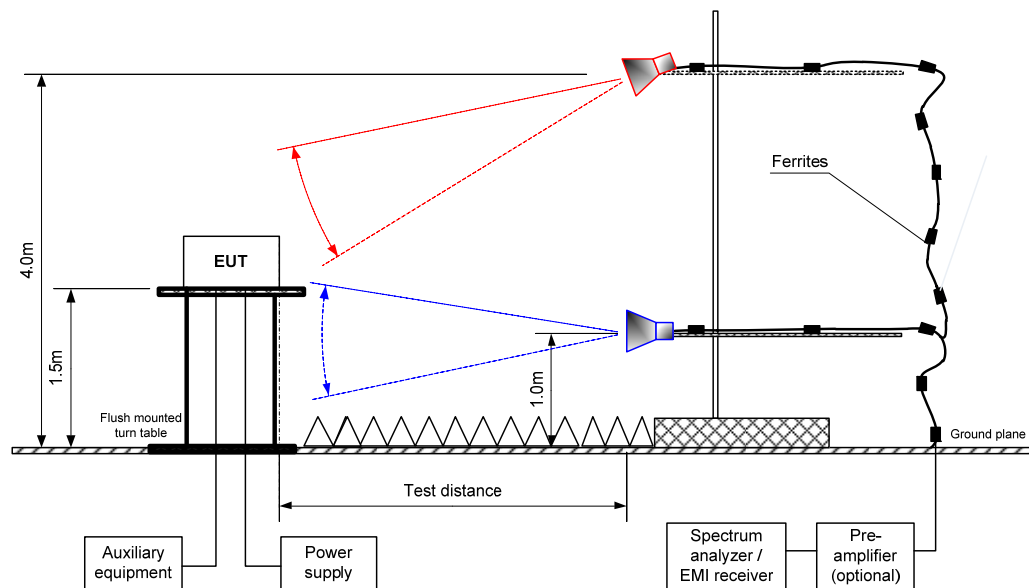 Ferrites
4.0m
EUT
1.5m
1.0m
Flush mounted
turn table
Ground plane
Test distance
Auxiliary
equipment
Power
supply
Spectrum
analyzer /
EMI receiver
Pre-
amplifier
(optional)